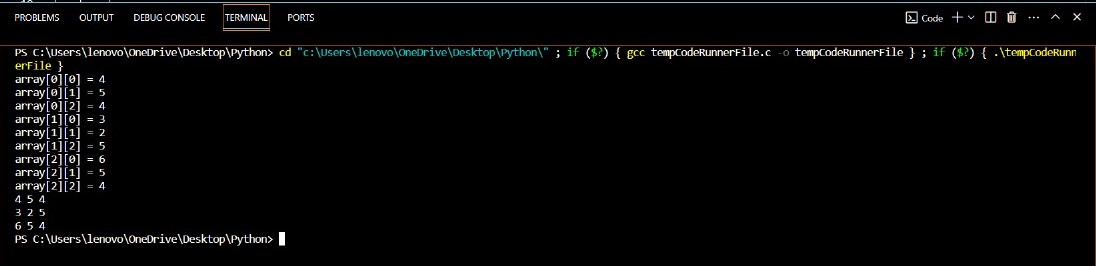 PROBLEMS OUTPUT DEBUG CONSOLE TERMINAL PORTS Code
PS C:\Users\lenovo\OneDrive\Desktop\Python> cd "c:\Users\lenovo\OneDrive\Desktop\Python\" ; if ($?) { gcc tempCodeRunnerFile.c -o tempCodeRunnerFile } ; if ($?) { .\tempCodeRunn
erFile }
array[0][0] = 4
array[0][1] = 5
array[0][2] = 4
array[1][0] = 3
array[1][1] = 2
array[1][2] = 5
array[2][0] = 6
array[2][1] = 5
array[2][2] = 4
4 5 4
3 2 5
6 5 4
PS C:\Users\lenovo\OneDrive\Desktop\Python>